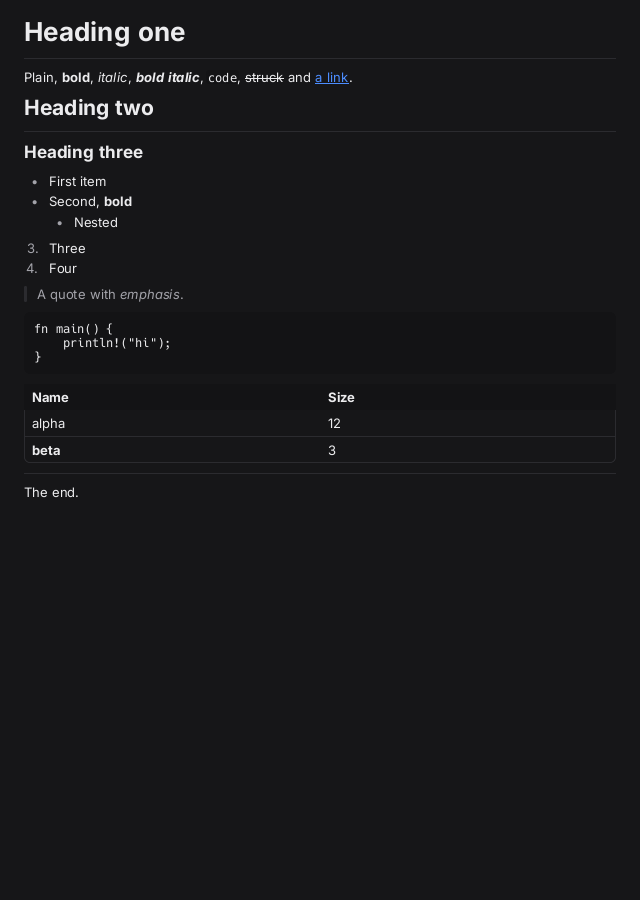 Heading one
Plain, bold, italic, bold italic, code, struck and a link.
Heading two
Heading three
• First item
• Second, bold
• Nested
3. Three
4. Four
A quote with emphasis.
fn main() {
    println!("hi");
}
Name Size
alpha 12
beta 3
The end.